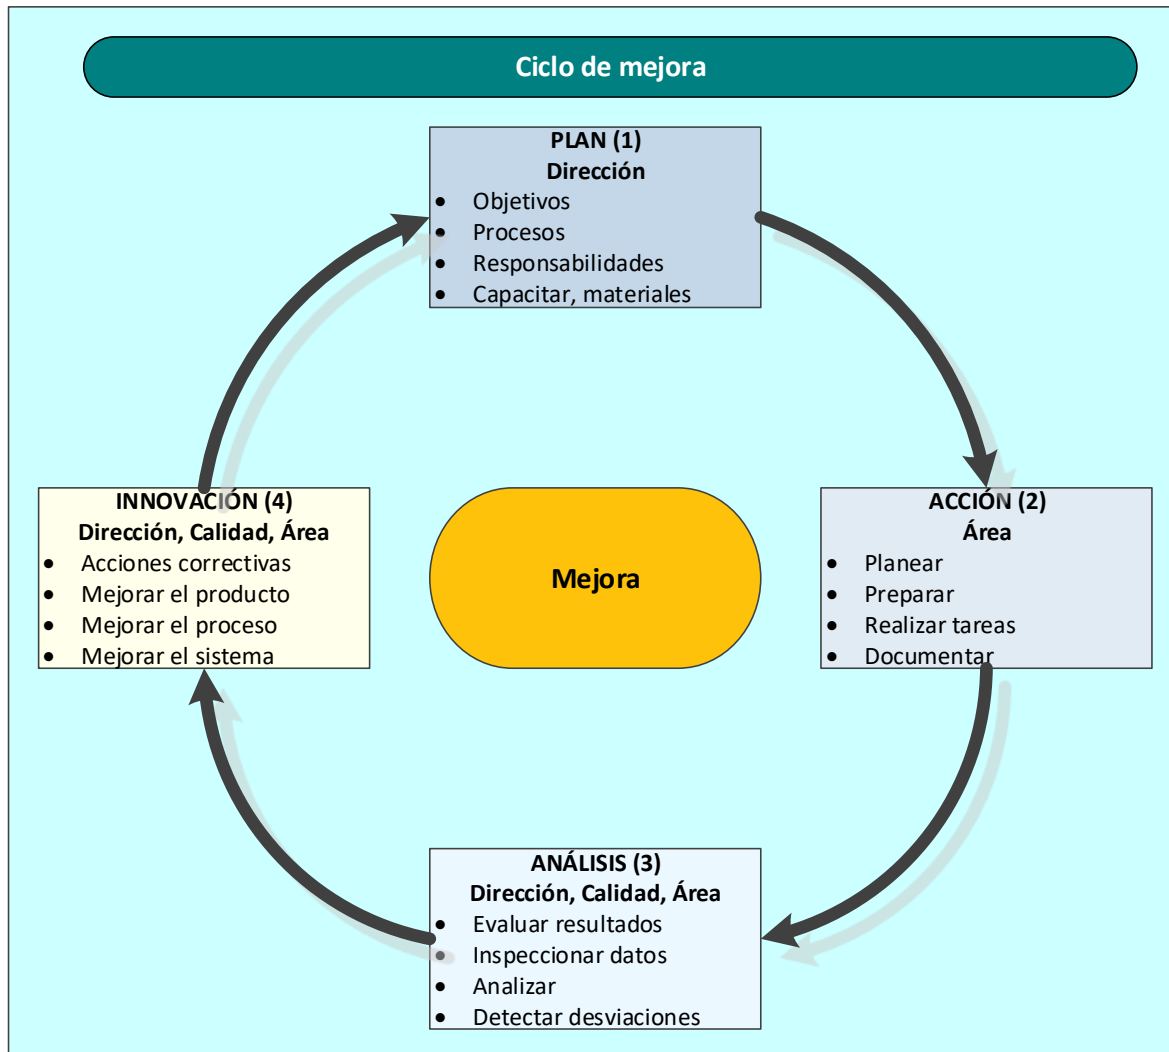 Ciclo de mejora
PLAN (1)
Dirección
• Objetivos
• Procesos
• Responsabilidades
• Capacitar, materiales
ACCIÓN (2)
Área
• Planear
• Preparar
• Realizar tareas
• Documentar
ANÁLISIS (3)
Dirección, Calidad, Área
• Evaluar resultados
• Inspeccionar datos
• Analizar
• Detectar desviaciones
INNOVACIÓN (4)
Dirección, Calidad, Área
• Acciones correctivas
• Mejorar el producto
• Mejorar el proceso
• Mejorar el sistema
Mejora